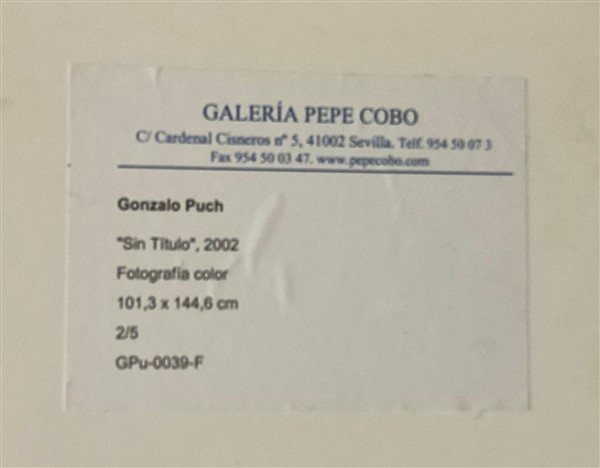 GALERÍA PEPE COBO
C/ Cardenal Cisneros nº 5, 41002 Sevilla. Telf. 954 50 07 3
Fax 954 50 03 47. www.pepecobo.com
Gonzalo Puch
"Sin Título", 2002
Fotografía color
101,3 x 144,6 cm
2/5
GPu-0039-F